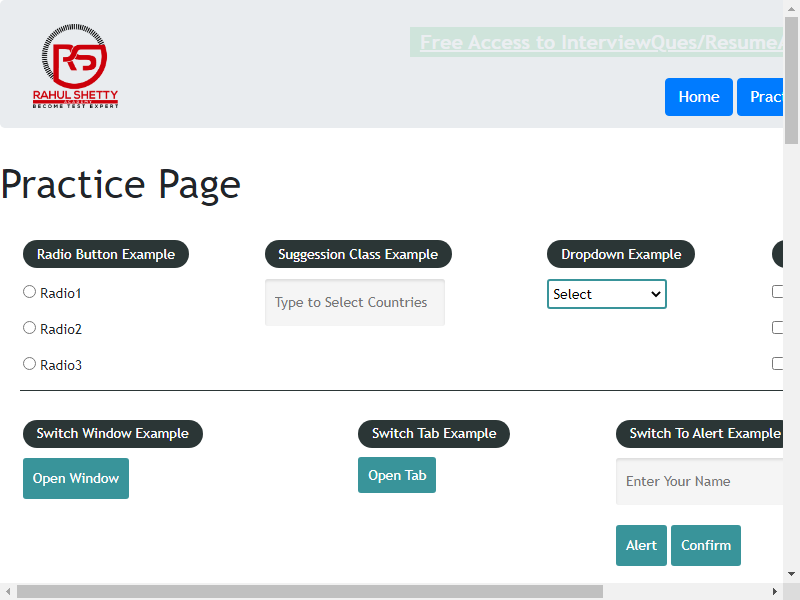 Free Access to InterviewQues/ResumeA
RS
RAHUL SHETTY
ACADEMY
BECOME TEST EXPERT
Home
Pract
Practice Page
Radio Button Example
Suggession Class Example
Dropdown Example
Radio1
Type to Select Countries
Select
Radio2
Radio3
Switch Window Example
Switch Tab Example
Switch To Alert Example
Open Window
Open Tab
Enter Your Name
Alert
Confirm